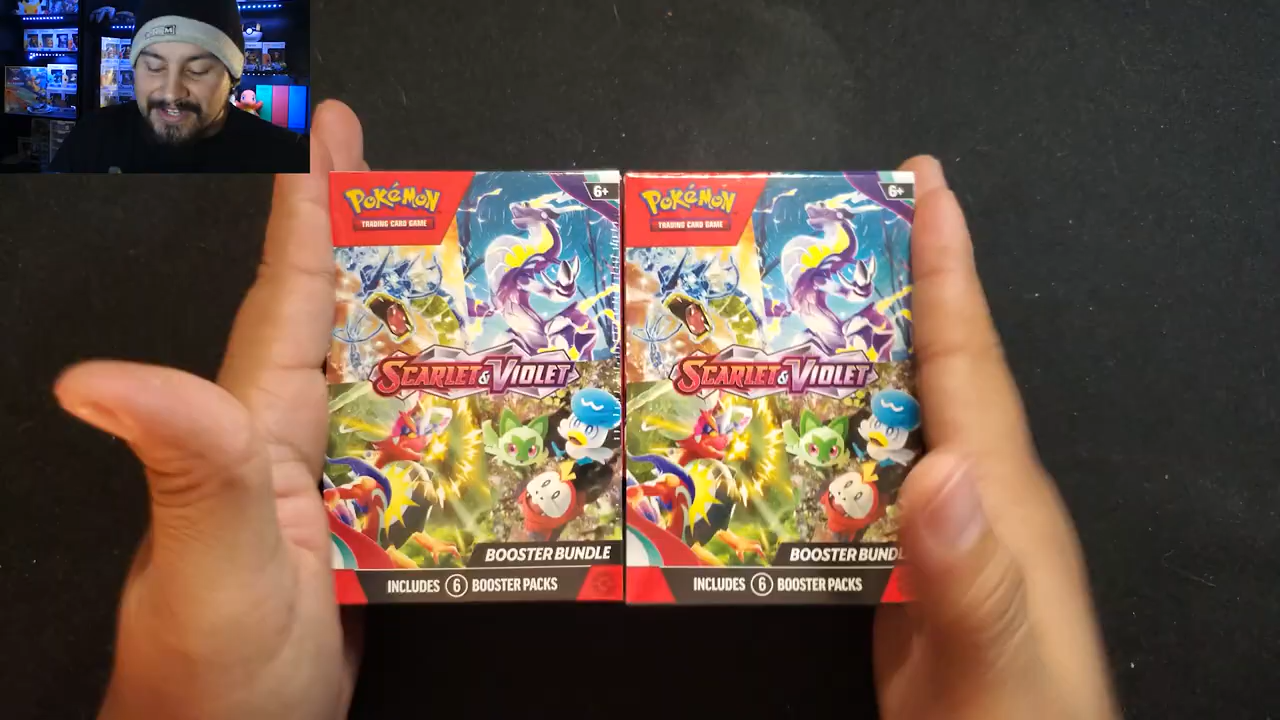 POKéMON
TRADING CARD GAME
6+
SCARLET & VIOLET
BOOSTER BUNDLE
INCLUDES 6 BOOSTER PACKS
POKéMON
TRADING CARD GAME
6+
SCARLET & VIOLET
BOOSTER BUNDL
INCLUDES 6 BOOSTER PACKS